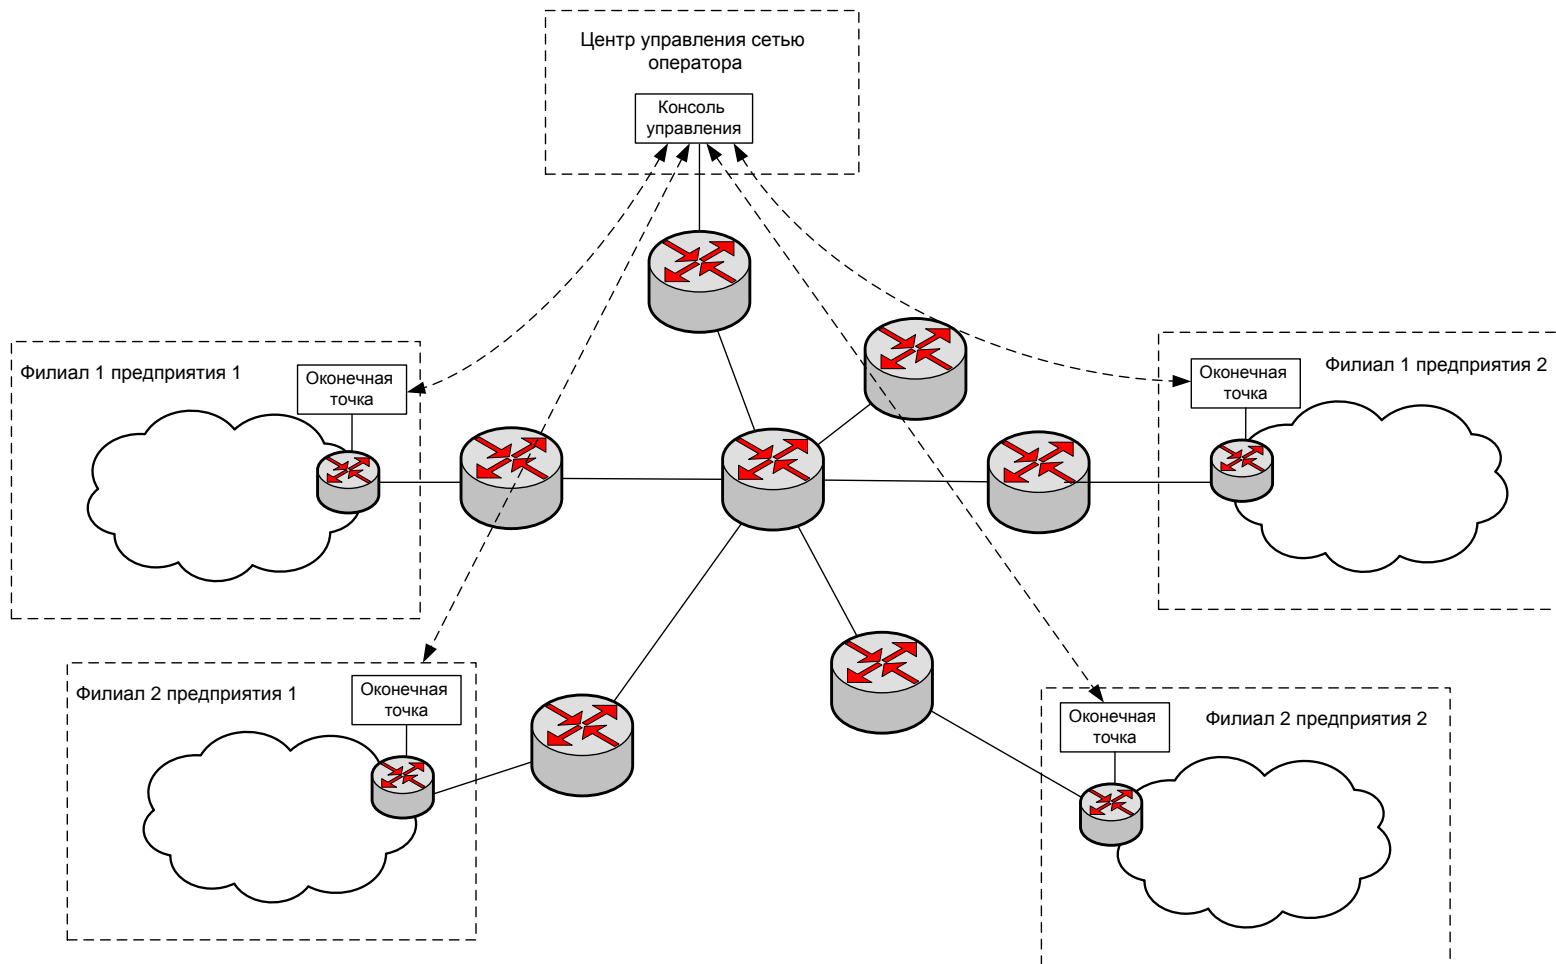 Центр управления сетью
оператора
Консоль
управления
Филиал 1 предприятия 1
Оконечная
точка
Оконечная
точка
Филиал 1 предприятия 2
Филиал 2 предприятия 1
Оконечная
точка
Оконечная
точка
Филиал 2 предприятия 2